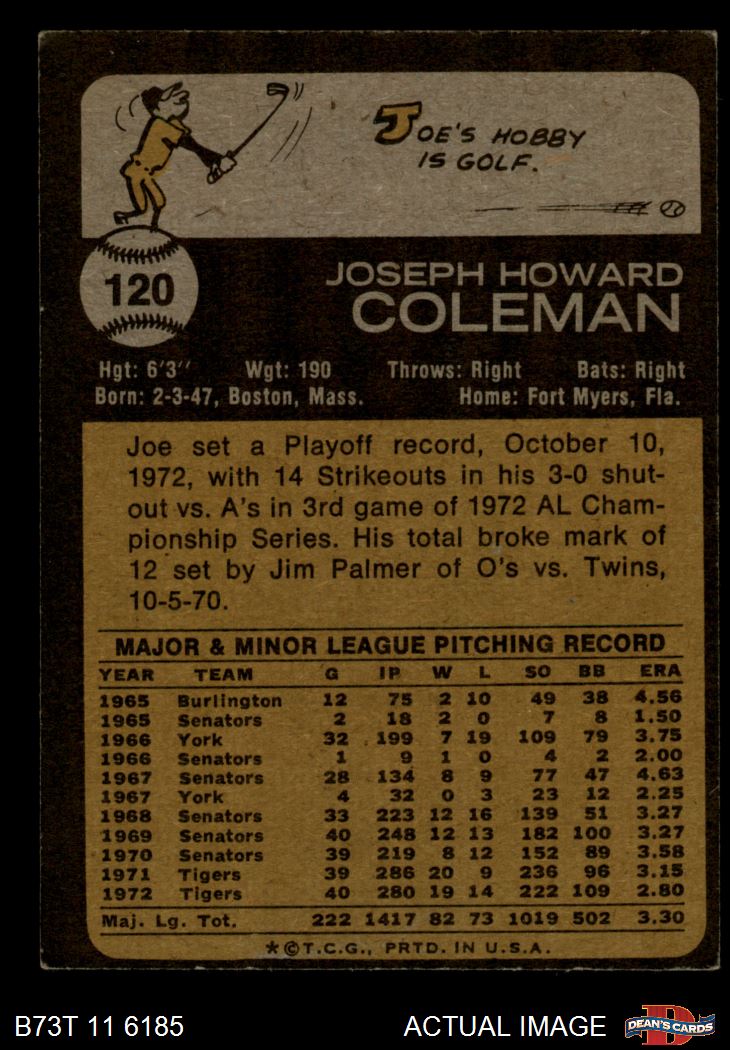 JOE'S HOBBY
IS GOLF.
120
JOSEPH HOWARD
COLEMAN
Hgt: 6'3'' Wgt: 190 Throws: Right Bats: Right
Born: 2-3-47, Boston, Mass. Home: Fort Myers, Fla.
Joe set a Playoff record, October 10,
1972, with 14 Strikeouts in his 3-0 shut-
out vs. A's in 3rd game of 1972 AL Cham-
pionship Series. His total broke mark of
12 set by Jim Palmer of O's vs. Twins,
10-5-70.
MAJOR & MINOR LEAGUE PITCHING RECORD
YEAR TEAM G IP W L SO BB ERA
1965 Burlington 12 75 2 10 49 38 4.56
1965 Senators 2 18 2 0 7 8 1.50
1966 York 32 199 7 19 109 79 3.75
1966 Senators 1 9 1 0 4 2 2.00
1967 Senators 28 134 8 9 77 47 4.63
1967 York 4 32 0 3 23 12 2.25
1968 Senators 33 223 12 16 139 51 3.27
1969 Senators 40 248 12 13 182 100 3.27
1970 Senators 39 219 8 12 152 89 3.58
1971 Tigers 39 286 20 9 236 96 3.15
1972 Tigers 40 280 19 14 222 109 2.80
Maj. Lg. Tot. 222 1417 82 73 1019 502 3.30
*©T.C.G., PRTD. IN U.S.A.
B73T 11 6185 ACTUAL IMAGE D DEAN'S CARDS